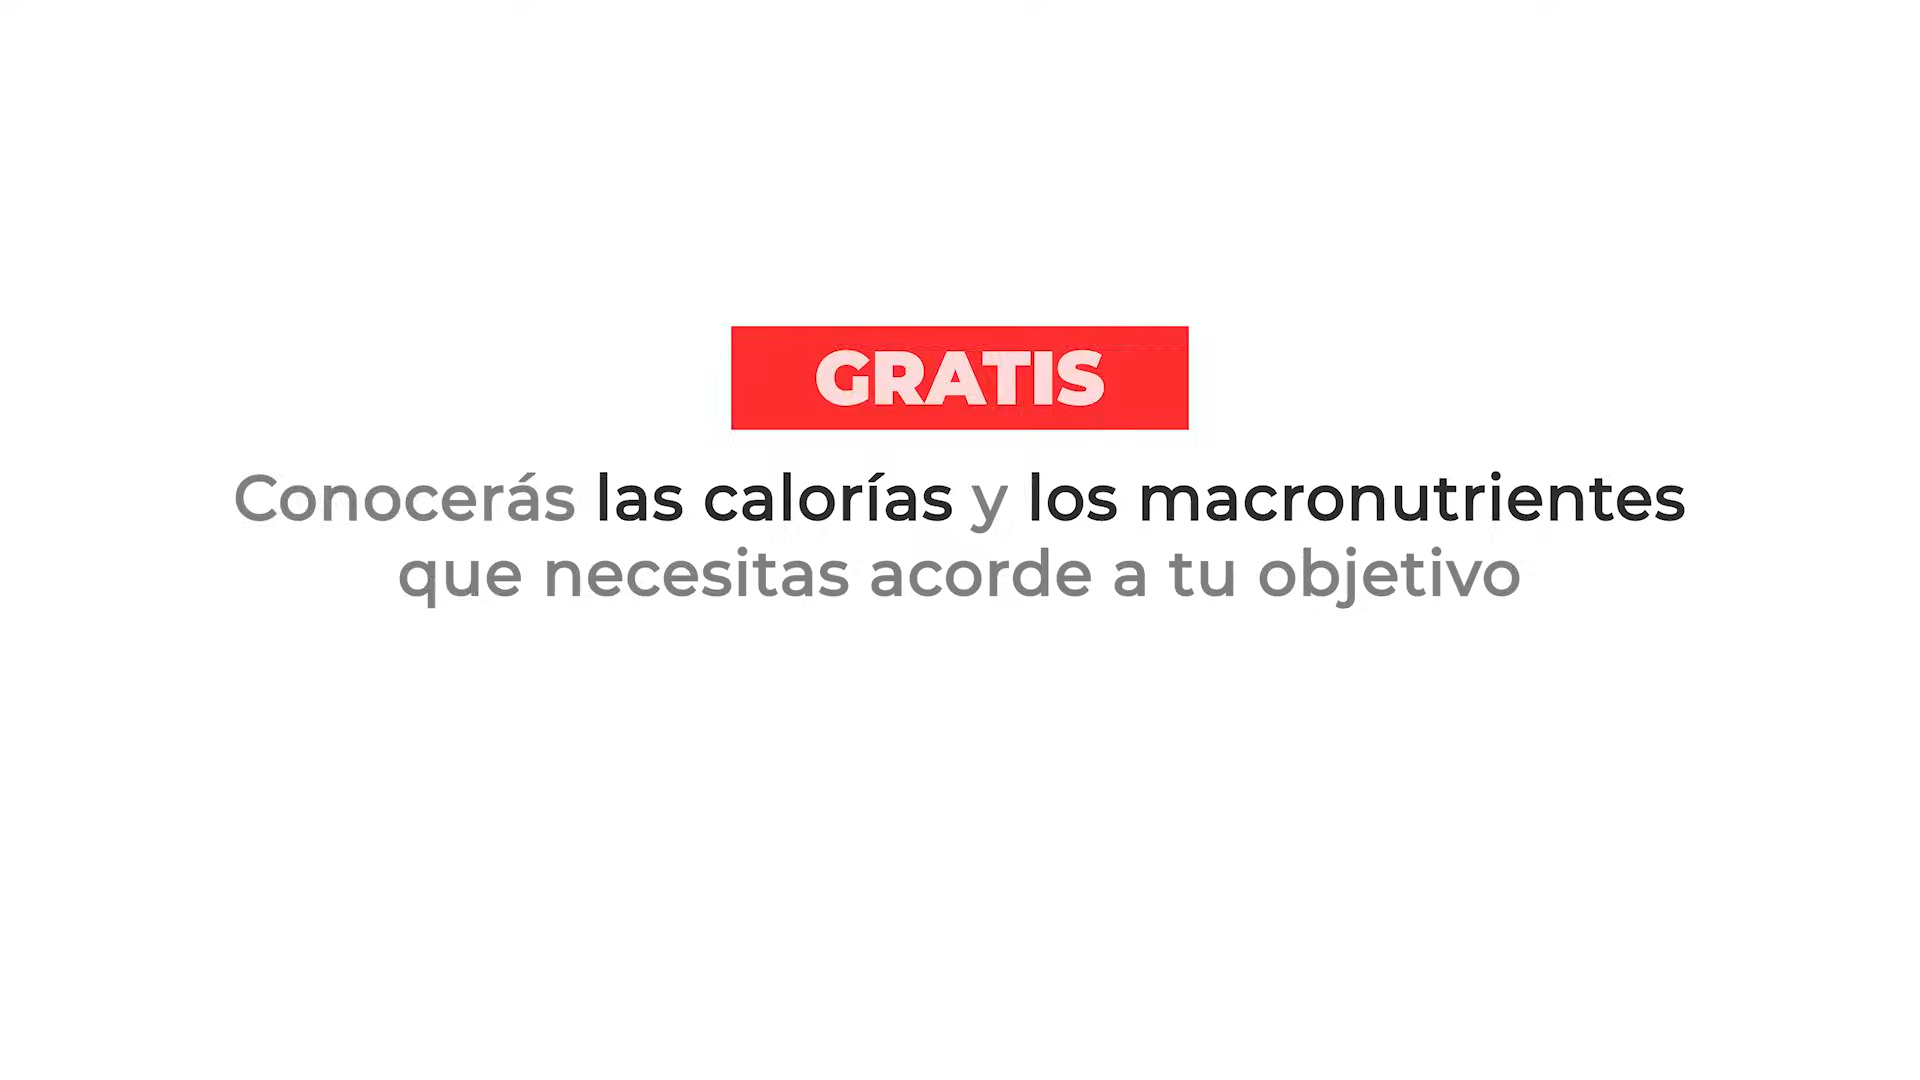 GRATIS
Conocerás las calorías y los macronutrientes
que necesitas acorde a tu objetivo